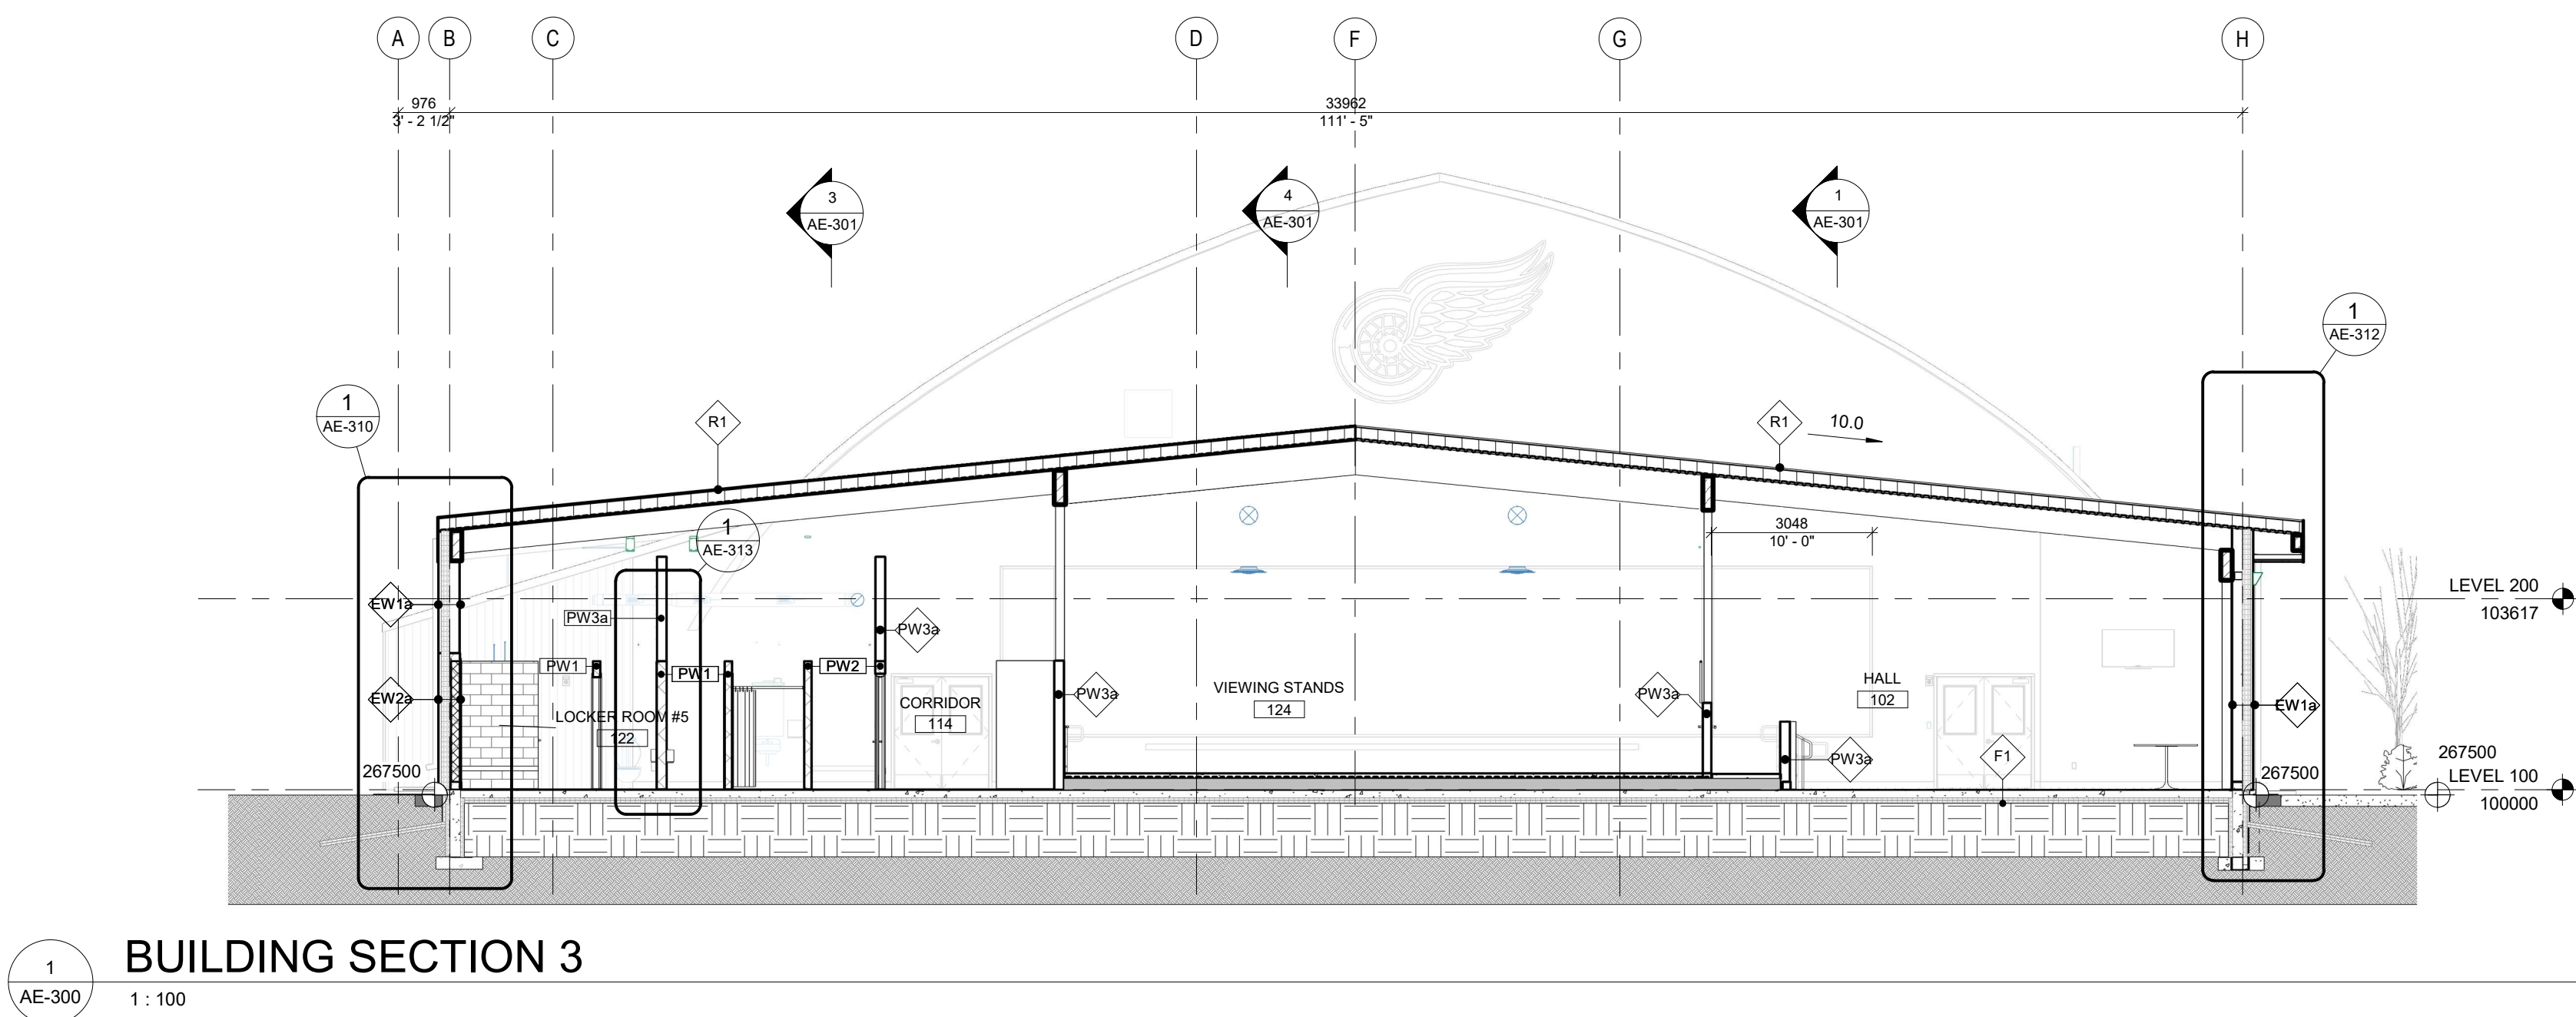 A B C D F G H
976 33962
3' - 2 1/2" 111' - 5"
3 4 1
AE-301 AE-301 AE-301
1
AE-312
1
AE-310
R1 R1 10.0
1
AE-313
3048
10' - 0"
EW1a
PW3a
PW3a
LEVEL 200
103617
PW1 PW1 PW2
EW2a
PW3a
PW3a
VIEWING STANDS
124
HALL
102
EW1a
CORRIDOR
114
LOCKER ROOM #5
122
PW3a
F1
267500
267500
267500
LEVEL 100
100000
1
AE-300
BUILDING SECTION 3
1 : 100